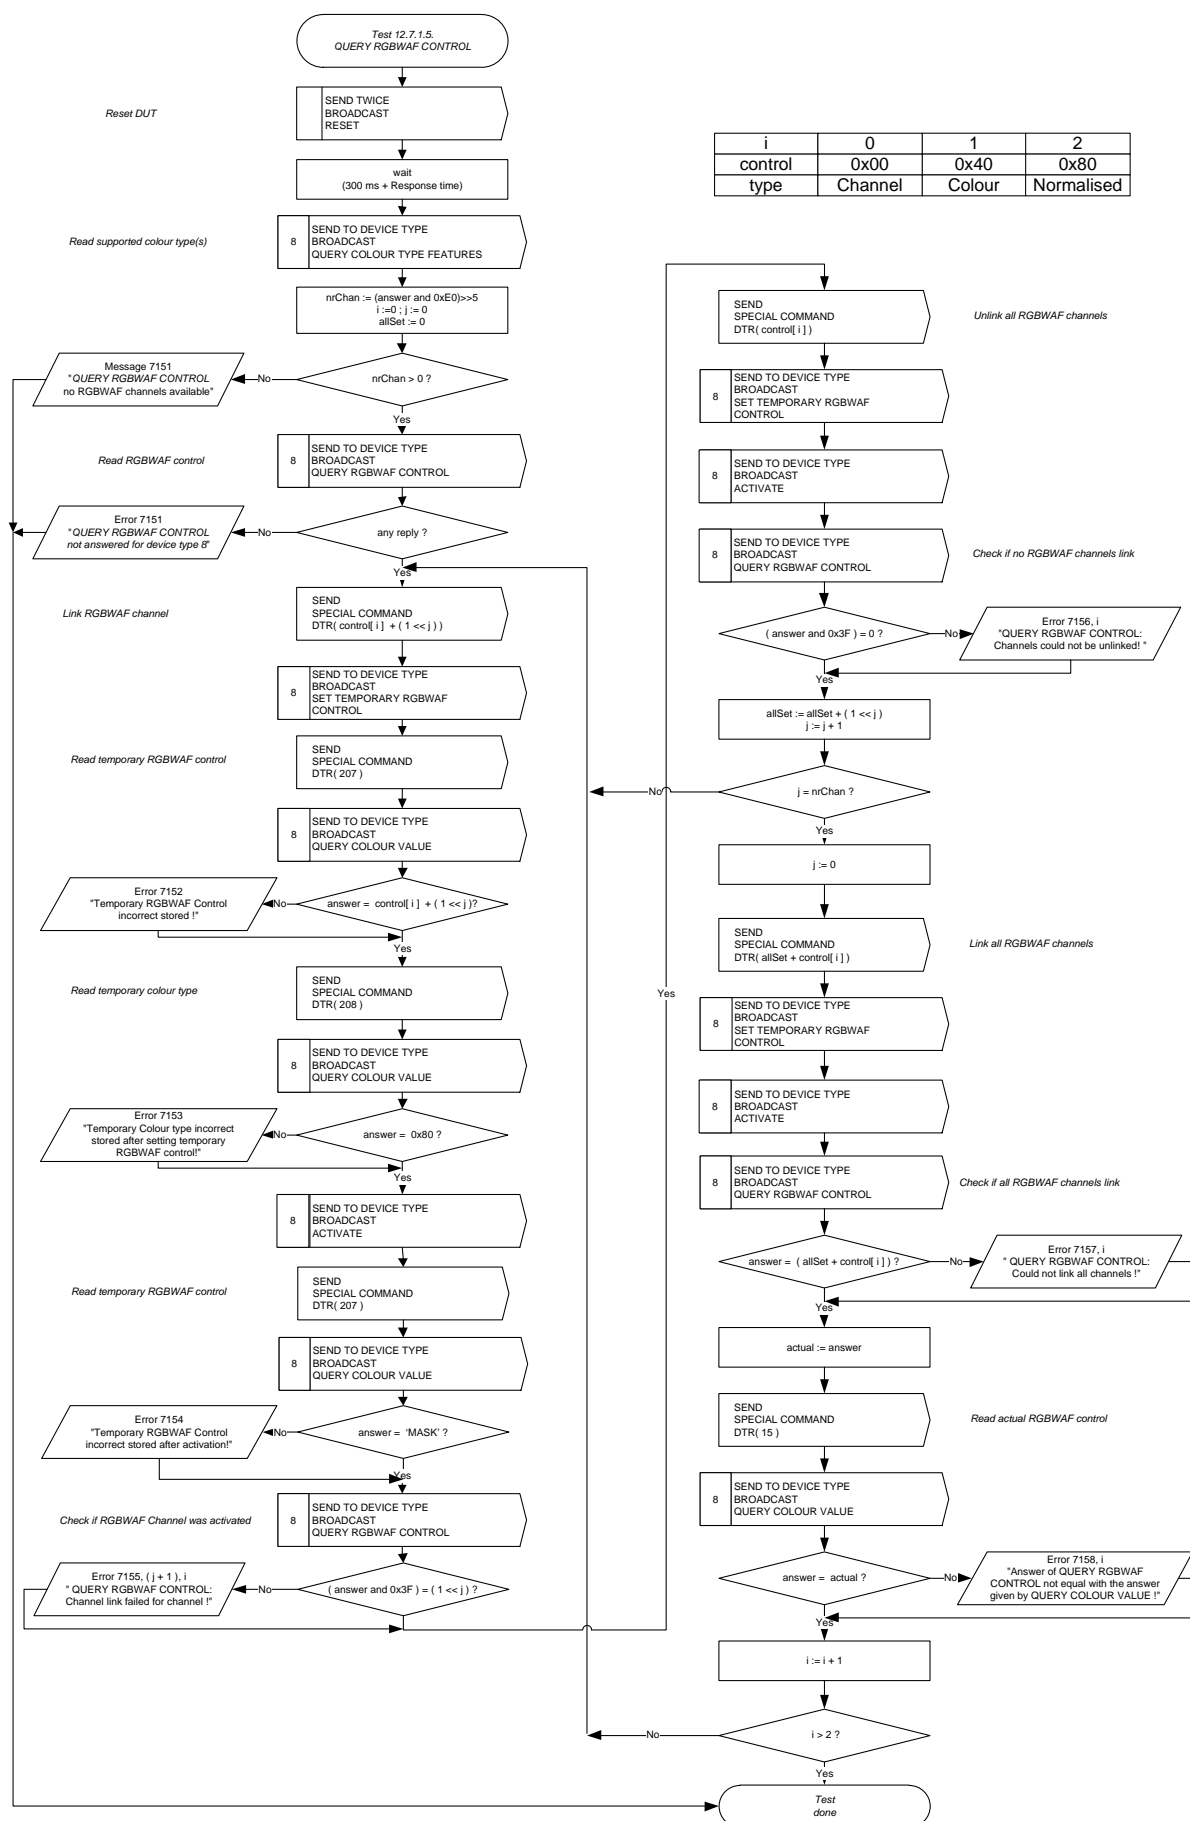 Test 12.7.1.5.
QUERY RGBWAF CONTROL
Reset DUT
SEND TWICE
BROADCAST
RESET
wait
(300 ms + Response time)
Read supported colour type(s)
8
SEND TO DEVICE TYPE
BROADCAST
QUERY COLOUR TYPE FEATURES
nrChan := (answer and 0xE0)>>5
i :=0 ; j := 0
allSet := 0
Message 7151
"QUERY RGBWAF CONTROL
no RGBWAF channels available"
No
nrChan > 0 ?
Yes
Read RGBWAF control
8
SEND TO DEVICE TYPE
BROADCAST
QUERY RGBWAF CONTROL
Error 7151
"QUERY RGBWAF CONTROL
not answered for device type 8"
No
any reply ?
Yes
Link RGBWAF channel
SEND
SPECIAL COMMAND
DTR( control[ i ] + ( 1 << j ) )
8
SEND TO DEVICE TYPE
BROADCAST
SET TEMPORARY RGBWAF
CONTROL
Read temporary RGBWAF control
SEND
SPECIAL COMMAND
DTR( 207 )
8
SEND TO DEVICE TYPE
BROADCAST
QUERY COLOUR VALUE
Error 7152
"Temporary RGBWAF Control
incorrect stored !"
No
answer = control[ i ] + ( 1 << j )?
Yes
Read temporary colour type
SEND
SPECIAL COMMAND
DTR( 208 )
8
SEND TO DEVICE TYPE
BROADCAST
QUERY COLOUR VALUE
Error 7153
"Temporary Colour type incorrect
stored after setting temporary
RGBWAF control!"
No
answer = 0x80 ?
Yes
8
SEND TO DEVICE TYPE
BROADCAST
ACTIVATE
Read temporary RGBWAF control
SEND
SPECIAL COMMAND
DTR( 207 )
8
SEND TO DEVICE TYPE
BROADCAST
QUERY COLOUR VALUE
Error 7154
"Temporary RGBWAF Control
incorrect stored after activation!"
No
answer = 'MASK' ?
Yes
Check if RGBWAF Channel was activated
8
SEND TO DEVICE TYPE
BROADCAST
QUERY RGBWAF CONTROL
Error 7155, ( j + 1 ), i
" QUERY RGBWAF CONTROL:
Channel link failed for channel !"
No
( answer and 0x3F ) = ( 1 << j ) ?
Yes
i 0 1 2
control 0x00 0x40 0x80
type Channel Colour Normalised
SEND
SPECIAL COMMAND
DTR( control[ i ] )
Unlink all RGBWAF channels
8
SEND TO DEVICE TYPE
BROADCAST
SET TEMPORARY RGBWAF
CONTROL
8
SEND TO DEVICE TYPE
BROADCAST
ACTIVATE
8
SEND TO DEVICE TYPE
BROADCAST
QUERY RGBWAF CONTROL
Check if no RGBWAF channels link
( answer and 0x3F ) = 0 ?
No
Error 7156, i
"QUERY RGBWAF CONTROL:
Channels could not be unlinked! "
Yes
allSet := allSet + ( 1 << j )
j := j + 1
No
j = nrChan ?
Yes
j := 0
SEND
SPECIAL COMMAND
DTR( allSet + control[ i ] )
Link all RGBWAF channels
8
SEND TO DEVICE TYPE
BROADCAST
SET TEMPORARY RGBWAF
CONTROL
8
SEND TO DEVICE TYPE
BROADCAST
ACTIVATE
8
SEND TO DEVICE TYPE
BROADCAST
QUERY RGBWAF CONTROL
Check if all RGBWAF channels link
answer = ( allSet + control[ i ] ) ?
No
Error 7157, i
" QUERY RGBWAF CONTROL:
Could not link all channels !"
Yes
actual := answer
SEND
SPECIAL COMMAND
DTR( 15 )
Read actual RGBWAF control
8
SEND TO DEVICE TYPE
BROADCAST
QUERY COLOUR VALUE
answer = actual ?
No
Error 7158, i
"Answer of QUERY RGBWAF
CONTROL not equal with the answer
given by QUERY COLOUR VALUE !"
Yes
i := i + 1
No
i > 2 ?
Yes
Test
done